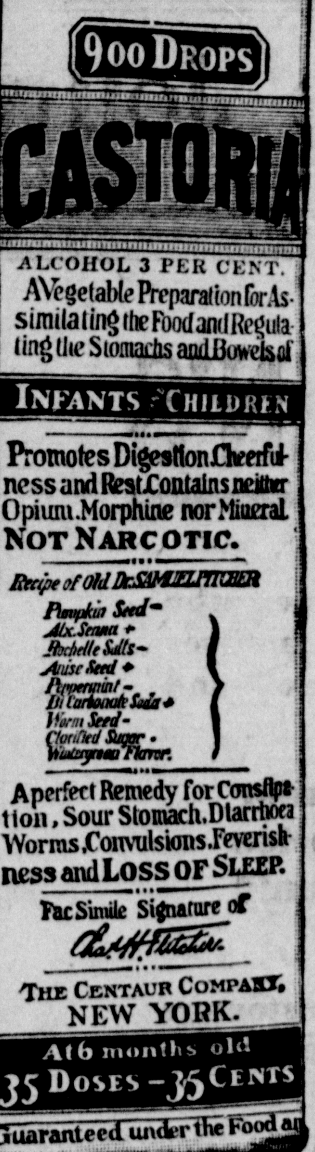 900 DROPS
CASTORIA
ALCOHOL 3 PER CENT.
A Vegetable Preparation for As-
similating the Food and Regula-
ting the Stomachs and Bowels of
INFANTS CHILDREN
Promotes Digestion.Cheerful-
ness and Rest.Contains neither
Opium.Morphine nor Mineral
NOT NARCOTIC.
Recipe of Old Dr.SAMUEL PITCHER
Pumpkin Seed-
Alx.Senna +
Rochelle Salts-
Anise Seed +
Peppermint -
Bi Carbonate Soda +
Worm Seed -
Clarified Sugar .
Wintergreen Flavor.
A perfect Remedy for Constipa-
tion, Sour Stomach.Diarrhoea
Worms,Convulsions.Feverish-
ness and LOSS OF SLEEP.
Fac Simile Signature of
Chas H Fletcher.
THE CENTAUR COMPANY,
NEW YORK.
At 6 months old
35 DOSES - 35 CENTS
Guaranteed under the Food an